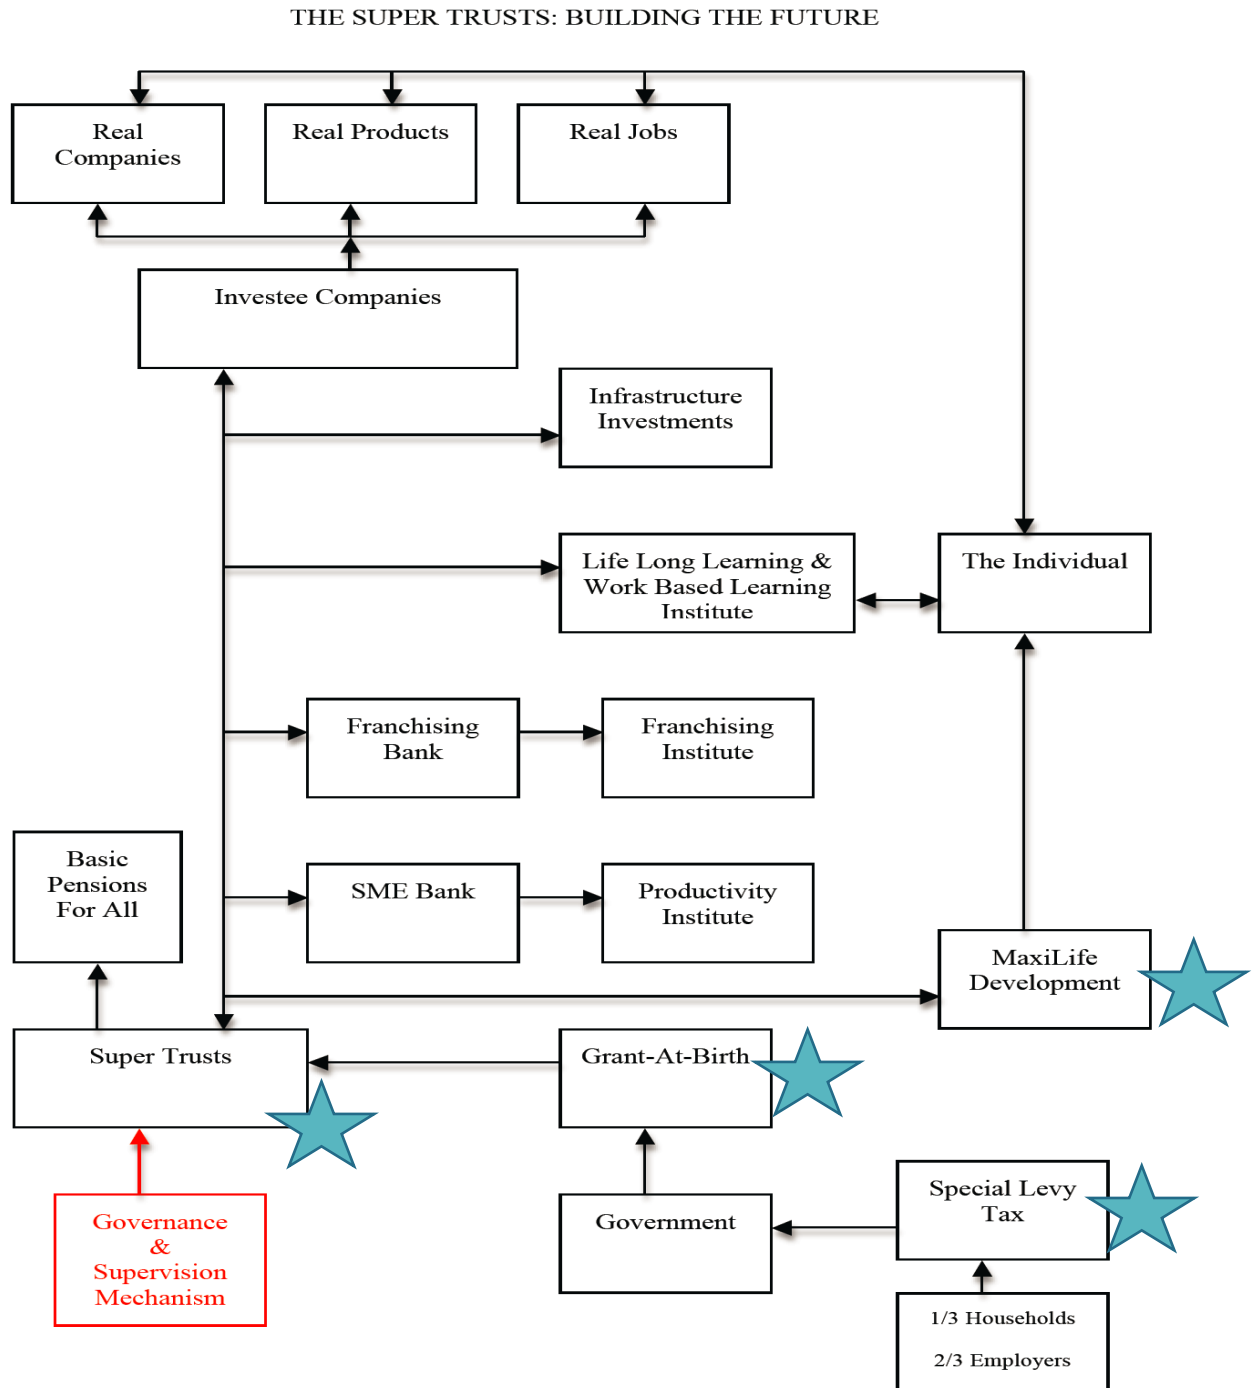 THE SUPER TRUSTS: BUILDING THE FUTURE
Real
Companies
Real Products
Real Jobs
Investee Companies
Infrastructure
Investments
Life Long Learning &
Work Based Learning
Institute
The Individual
Franchising
Bank
Franchising
Institute
Basic
Pensions
For All
SME Bank
Productivity
Institute
MaxiLife
Development
Super Trusts
Grant-At-Birth
Governance
&
Supervision
Mechanism
Government
Special Levy
Tax
1/3 Households
2/3 Employers